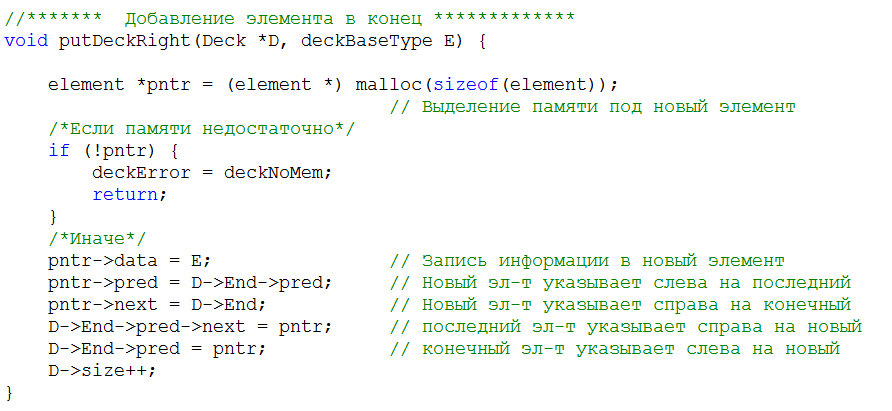 //*******  Добавление элемента в конец *************
void putDeckRight(Deck *D, deckBaseType E) {
    element *pntr = (element *) malloc(sizeof(element));
                                   // Выделение памяти под новый элемент
    /*Если памяти недостаточно*/
    if (!pntr) {
        deckError = deckNoMem;
        return;
    }
    /*Иначе*/
    pntr->data = E;                // Запись информации в новый элемент
    pntr->pred = D->End->pred;     // Новый эл-т указывает слева на последний
    pntr->next = D->End;           // Новый эл-т указывает справа на конечный
    D->End->pred->next = pntr;     // последний эл-т указывает справа на новый
    D->End->pred = pntr;           // конечный эл-т указывает слева на новый
    D->size++;
}